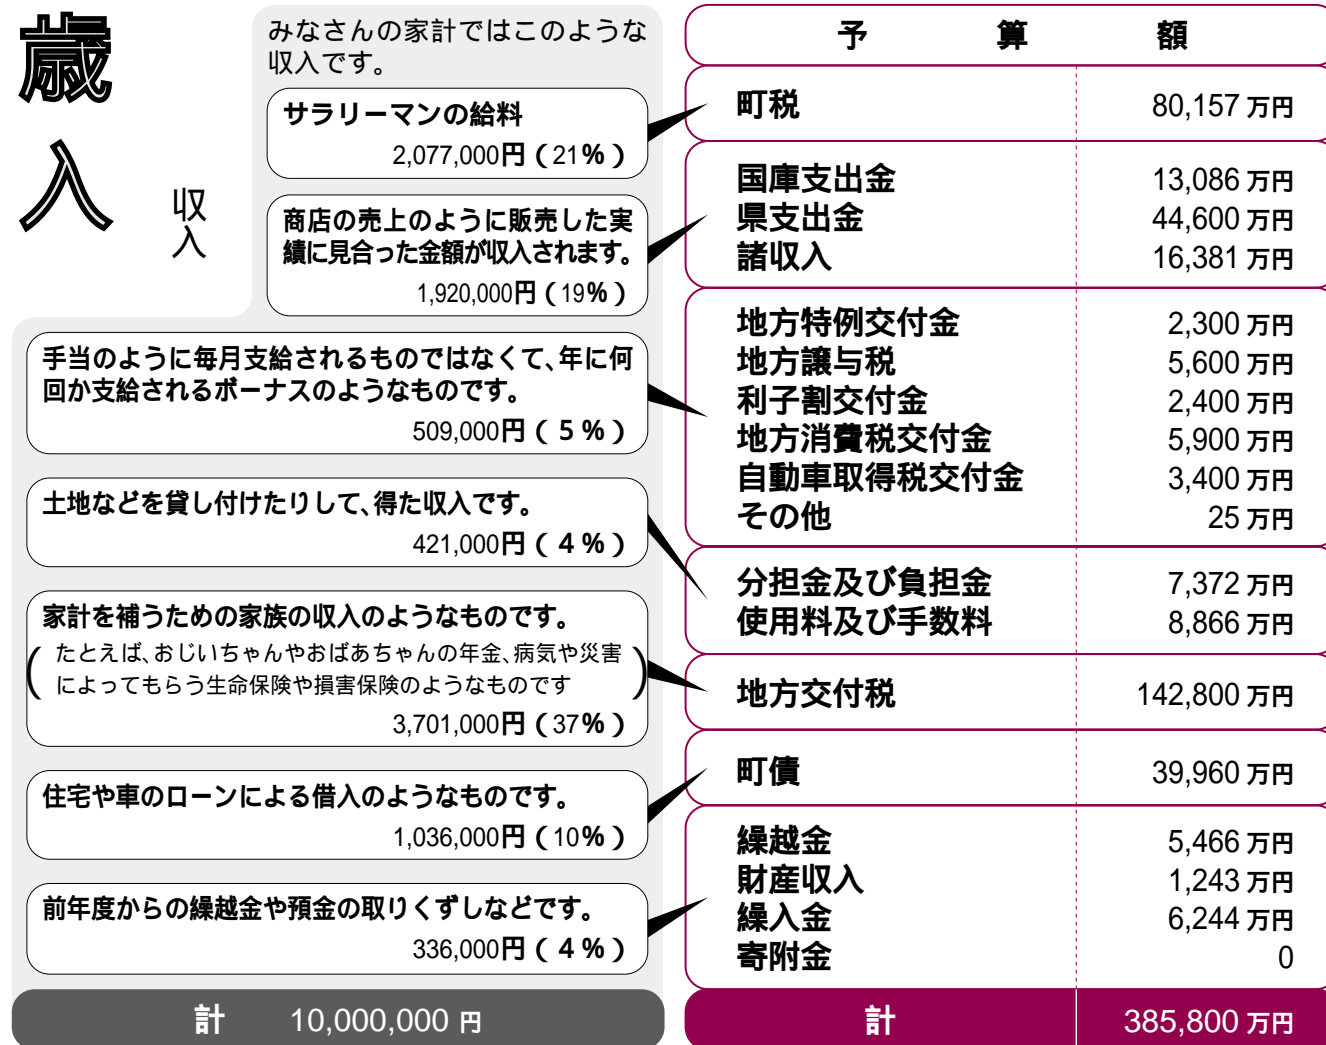 歳入
収入
みなさんの家計ではこのような
収入です。
サラリーマンの給料
2,077,000円(21%)
商店の売上のように販売した実
績に見合った金額が収入されます。
1,920,000円(19%)
手当のように毎月支給されるものではなくて、年に何
回か支給されるボーナスのようなものです。
509,000円(5%)
土地などを貸し付けたりして、得た収入です。
421,000円(4%)
家計を補うための家族の収入のようなものです。
(たとえば、おじいちゃんやおばあちゃんの年金、病気や災害
によってもらう生命保険や損害保険のようなものです)
3,701,000円(37%)
住宅や車のローンによる借入のようなものです。
1,036,000円(10%)
前年度からの繰越金や預金の取りくずしなどです。
336,000円(4%)
計 10,000,000 円
予算額
町税 80,157 万円
国庫支出金 13,086 万円
県支出金 44,600 万円
諸収入 16,381 万円
地方特例交付金 2,300 万円
地方譲与税 5,600 万円
利子割交付金 2,400 万円
地方消費税交付金 5,900 万円
自動車取得税交付金 3,400 万円
その他 25 万円
分担金及び負担金 7,372 万円
使用料及び手数料 8,866 万円
地方交付税 142,800 万円
町債 39,960 万円
繰越金 5,466 万円
財産収入 1,243 万円
繰入金 6,244 万円
寄附金 0
計 385,800 万円